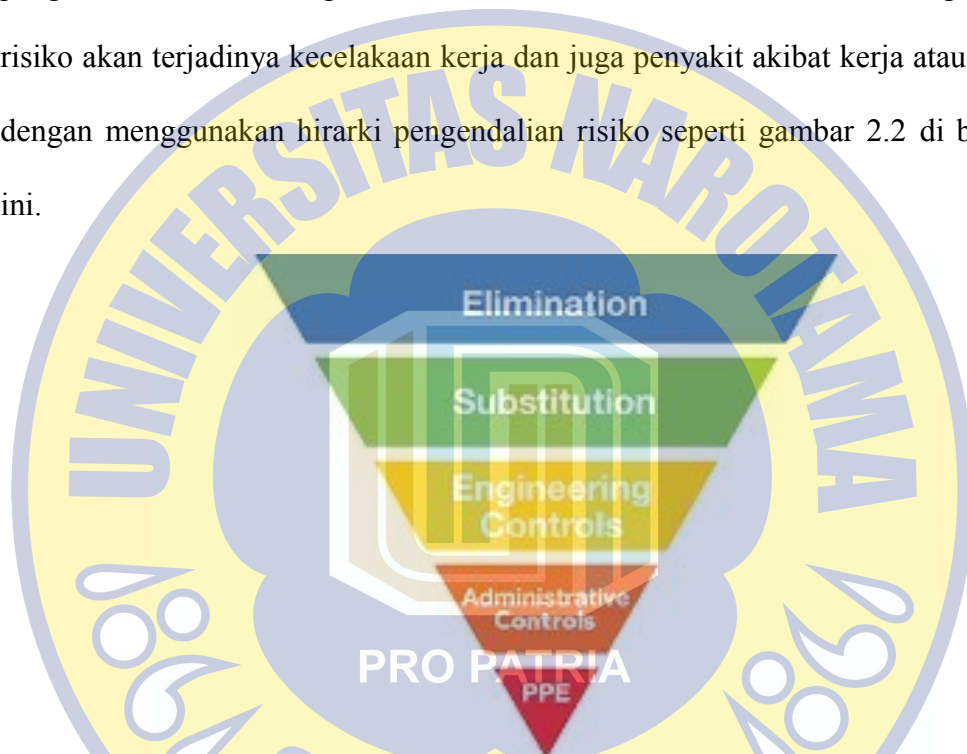 risiko akan terjadinya kecelakaan kerja dan juga penyakit akibat kerja atau
dengan menggunakan hirarki pengendalian risiko seperti gambar 2.2 di
ini.
UNIVERSITAS NAROTAMA
Elimination
Substitution
Engineering
Controls
Administrative
Controls
PRO PATRIA
PPE